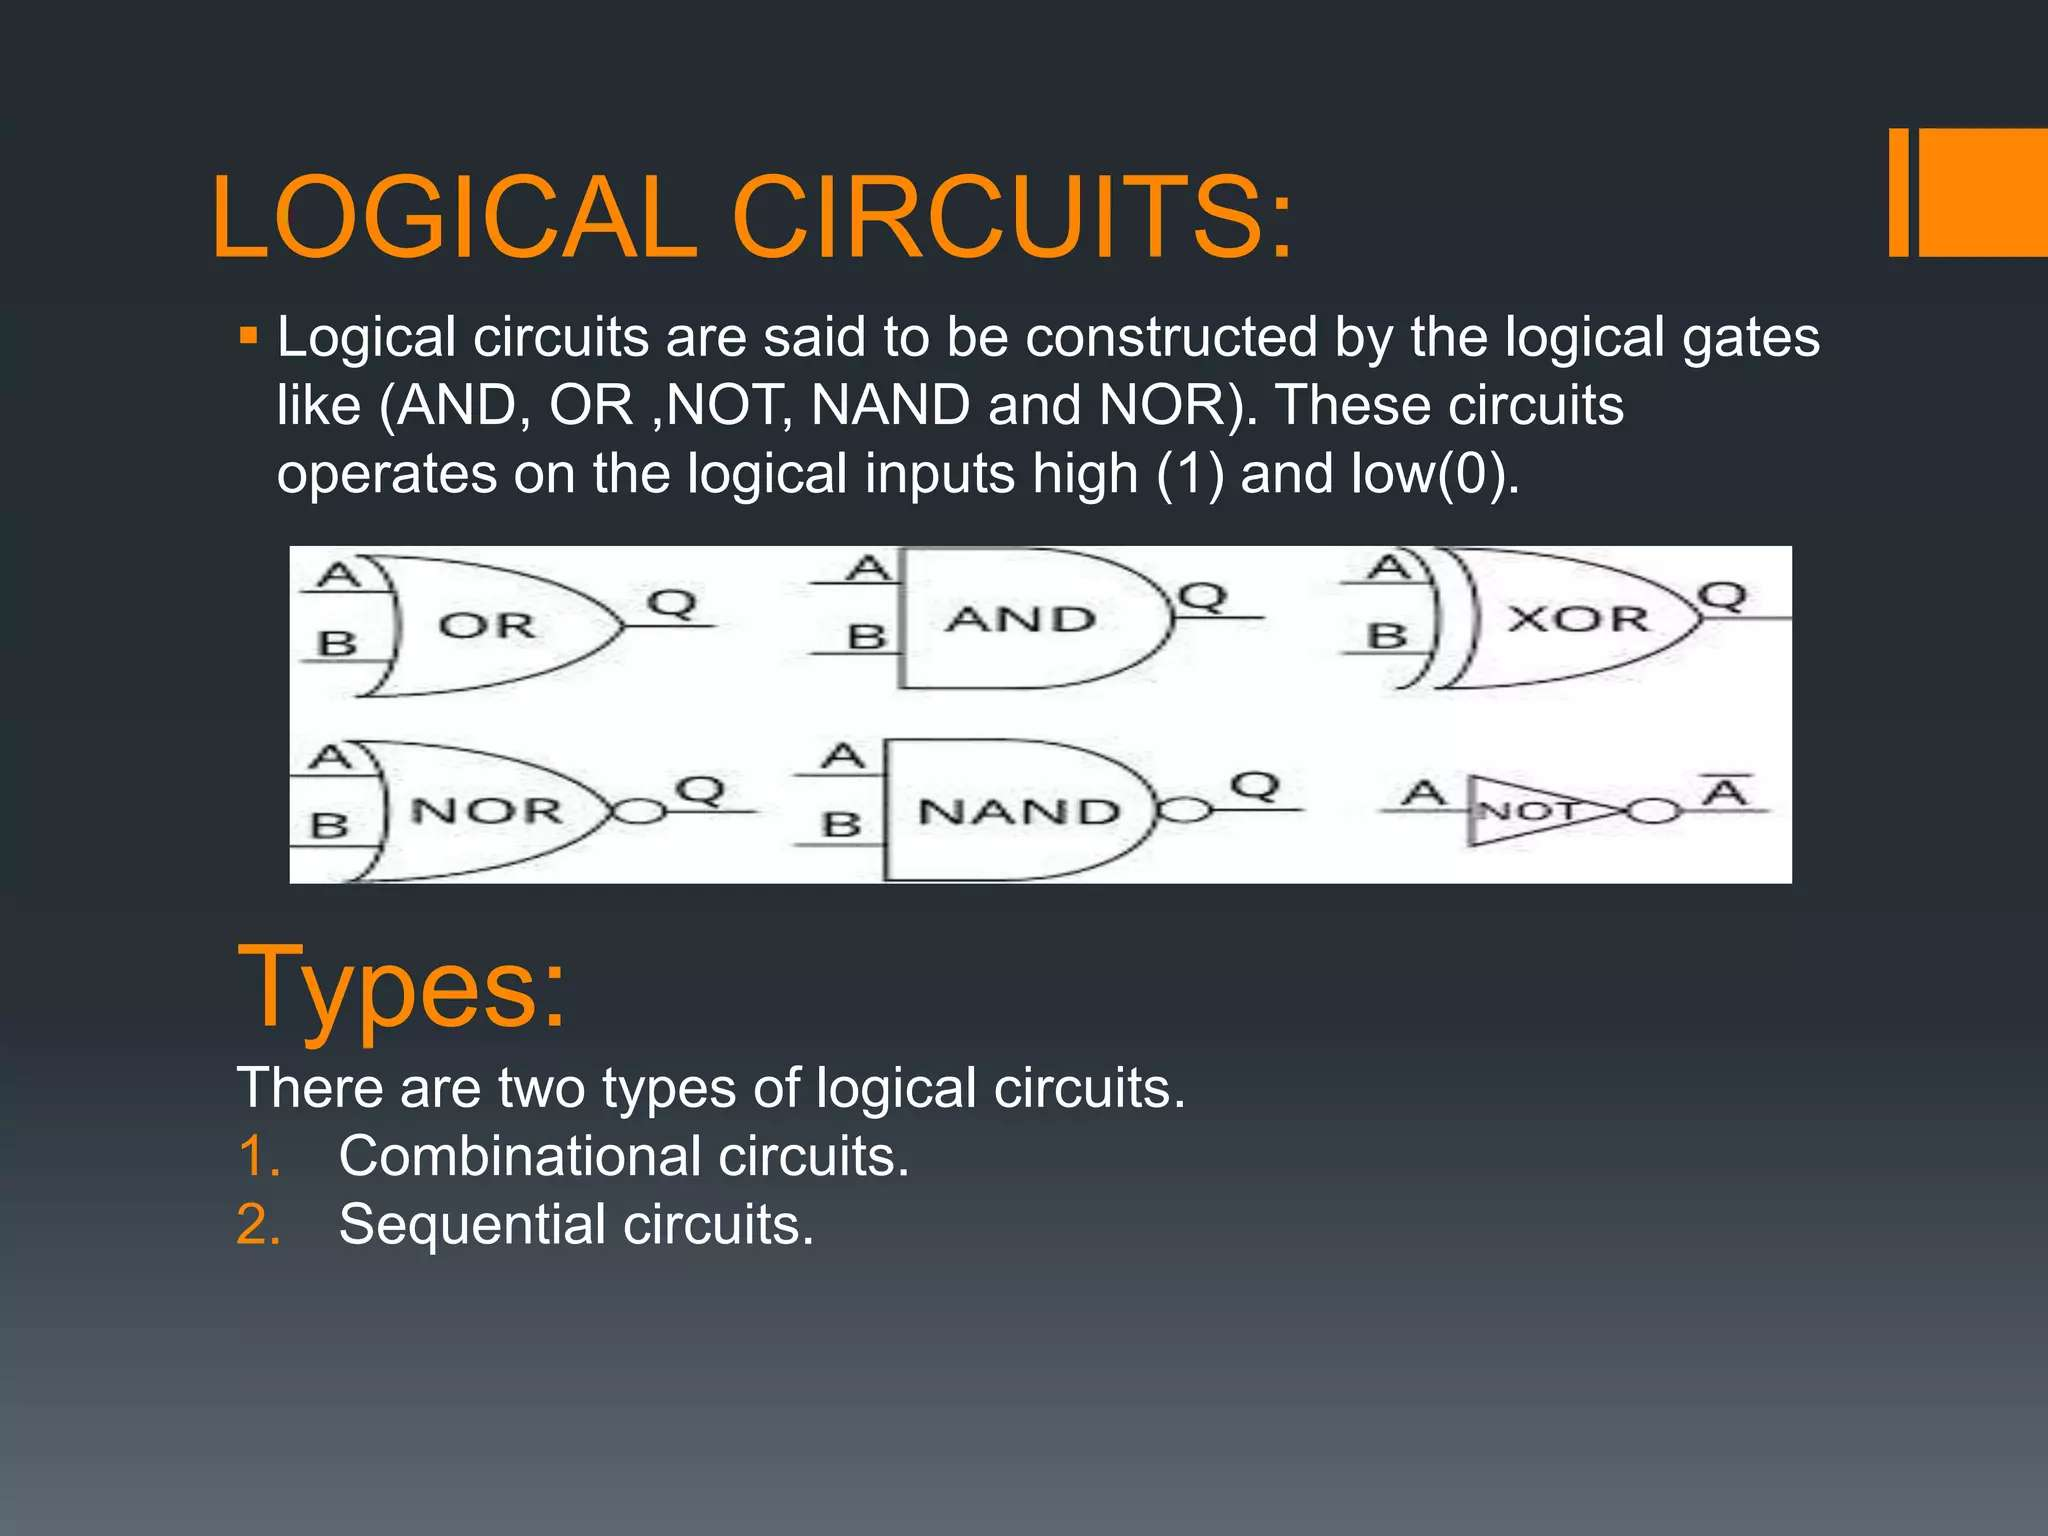 LOGICAL CIRCUITS:
▪ Logical circuits are said to be constructed by the logical gates
like (AND, OR ,NOT, NAND and NOR). These circuits
operates on the logical inputs high (1) and low(0).
A B OR Q
A B AND Q
A B XOR Q
A B NOR Q
A B NAND Q
A NOT A̅
Types:
There are two types of logical circuits.
1. Combinational circuits.
2. Sequential circuits.